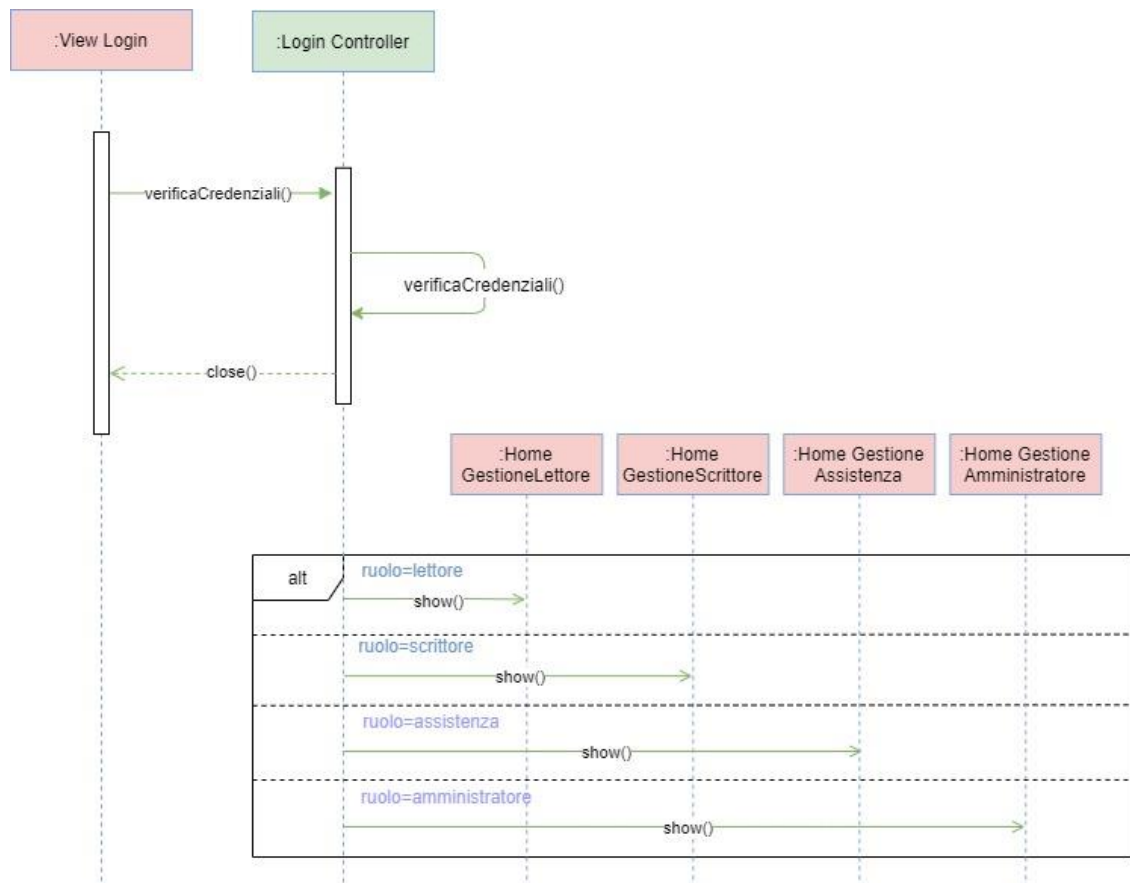 :View Login
:Login Controller
verificaCredenziali()
verificaCredenziali()
close()
:Home
GestioneLettore
:Home
GestioneScrittore
:Home Gestione
Assistenza
:Home Gestione
Amministratore
alt
ruolo=lettore
show()
ruolo=scrittore
show()
ruolo=assistenza
show()
ruolo=amministratore
show()